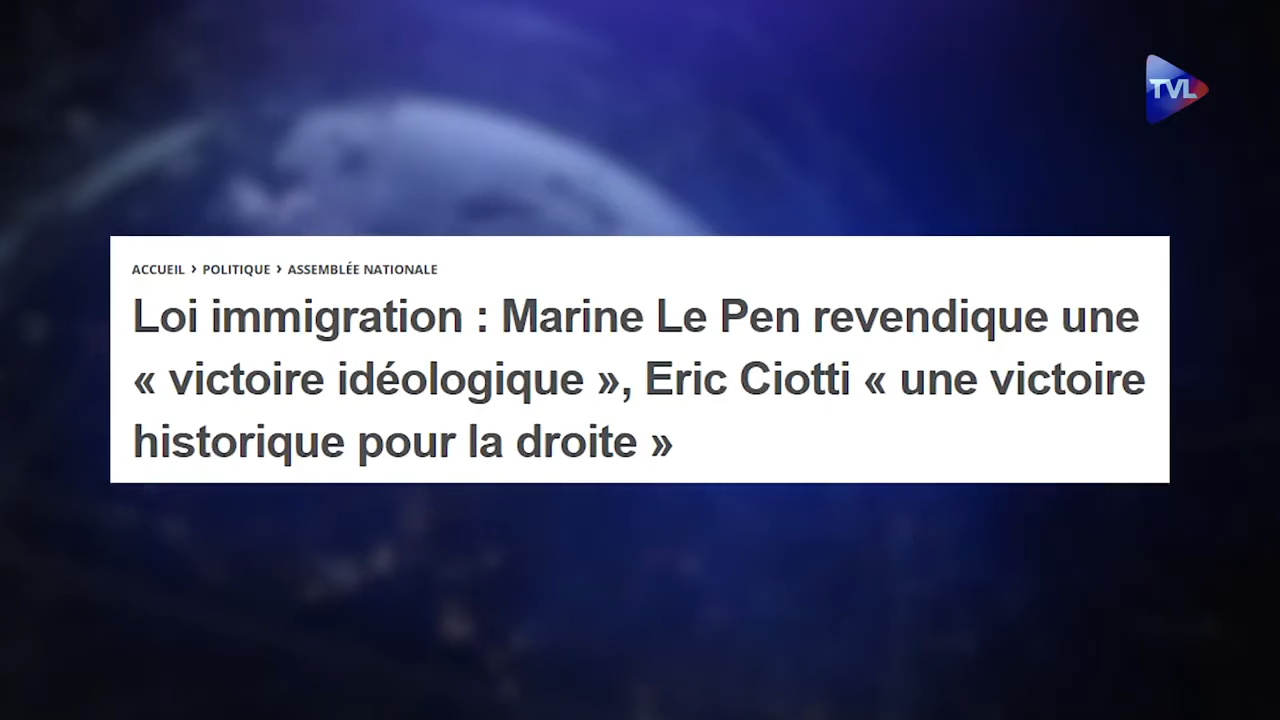 TVL
ACCUEIL › POLITIQUE › ASSEMBLÉE NATIONALE
Loi immigration : Marine Le Pen revendique une
« victoire idéologique », Eric Ciotti « une victoire
historique pour la droite »